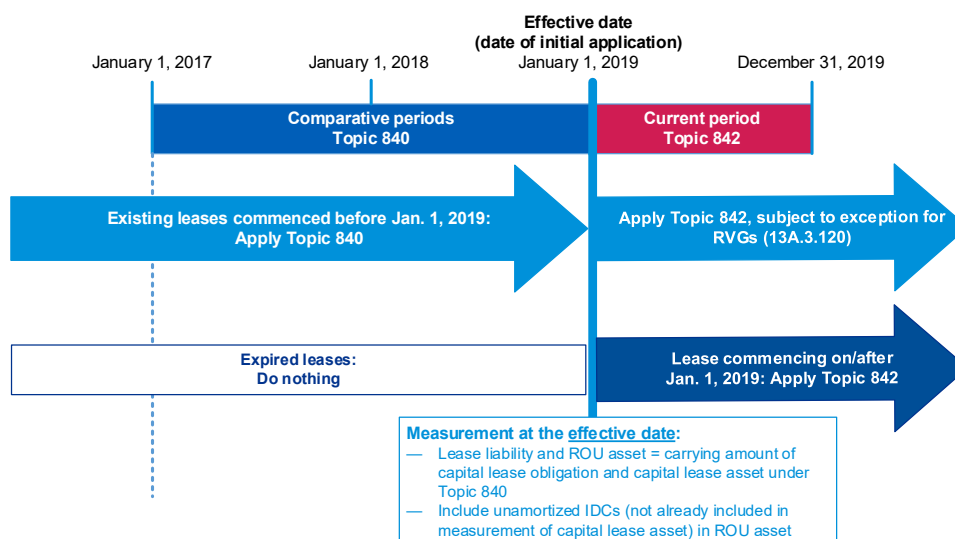 Effective date
(date of initial application)
January 1, 2017
January 1, 2018
January 1, 2019
December 31, 2019
Comparative periods
Topic 840
Current period
Topic 842
Existing leases commenced before Jan. 1, 2019:
Apply Topic 840
Apply Topic 842, subject to exception for
RVGs (13A.3.120)
Expired leases:
Do nothing
Lease commencing on/after
Jan. 1, 2019: Apply Topic 842
Measurement at the effective date:
— Lease liability and ROU asset = carrying amount of
capital lease obligation and capital lease asset under
Topic 840
— Include unamortized IDCs (not already included in
measurement of capital lease asset) in ROU asset